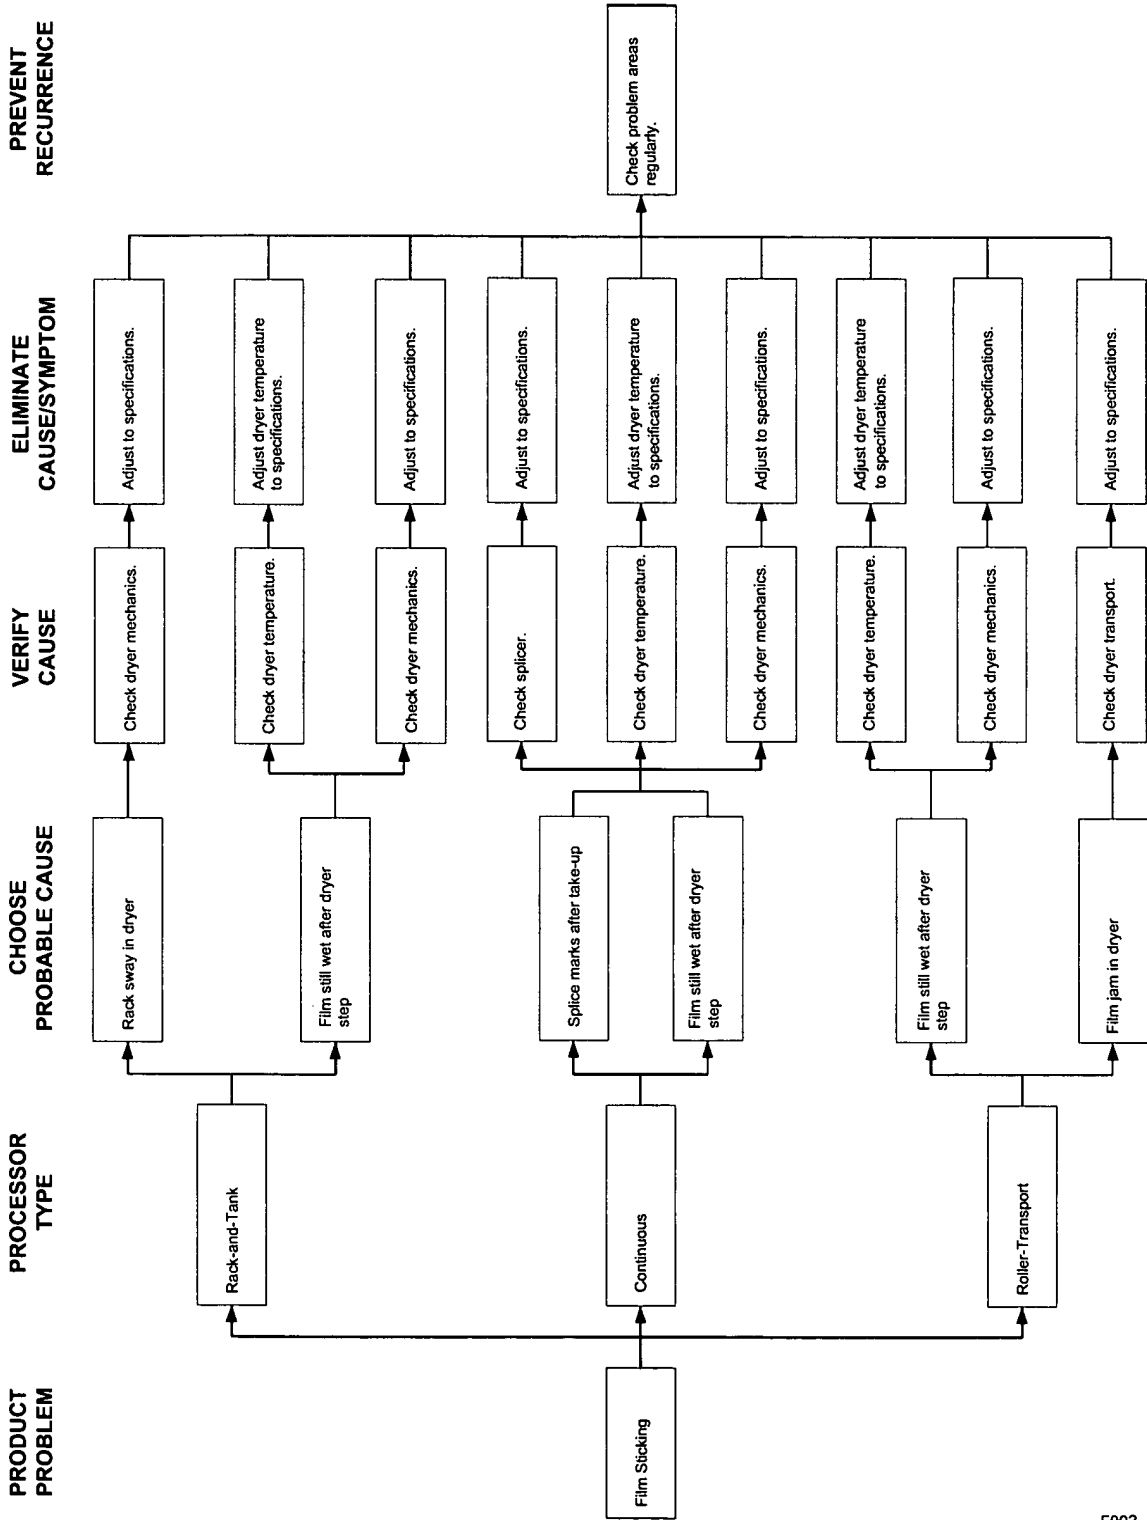 PRODUCT
PROBLEM
PROCESSOR
TYPE
CHOOSE
PROBABLE CAUSE
VERIFY
CAUSE
ELIMINATE
CAUSE/SYMPTOM
PREVENT
RECURRENCE
Film Sticking
Rack-and-Tank
Continuous
Roller-Transport
Rack sway in dryer
Film still wet after dryer
step
Splice marks after take-up
Film still wet after dryer
step
Film still wet after dryer
step
Film jam in dryer
Check dryer mechanics.
Check dryer temperature.
Check dryer mechanics.
Check splicer.
Check dryer temperature.
Check dryer mechanics.
Check dryer temperature.
Check dryer mechanics.
Check dryer transport.
Adjust to specifications.
Adjust dryer temperature
to specifications.
Adjust to specifications.
Adjust to specifications.
Adjust dryer temperature
to specifications.
Adjust to specifications.
Adjust dryer temperature
to specifications.
Adjust to specifications.
Adjust to specifications.
Check problem areas
regularly.